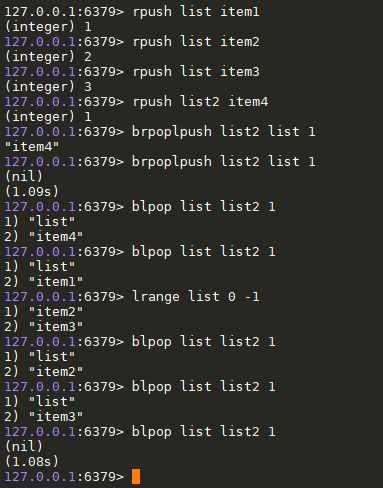 127.0.0.1:6379> rpush list item1
(integer) 1
127.0.0.1:6379> rpush list item2
(integer) 2
127.0.0.1:6379> rpush list item3
(integer) 3
127.0.0.1:6379> rpush list2 item4
(integer) 1
127.0.0.1:6379> brpoplpush list2 list 1
"item4"
127.0.0.1:6379> brpoplpush list2 list 1
(nil)
(1.09s)
127.0.0.1:6379> blpop list list2 1
1) "list"
2) "item4"
127.0.0.1:6379> blpop list list2 1
1) "list"
2) "item1"
127.0.0.1:6379> lrange list 0 -1
1) "item2"
2) "item3"
127.0.0.1:6379> blpop list list2 1
1) "list"
2) "item2"
127.0.0.1:6379> blpop list list2 1
1) "list"
2) "item3"
127.0.0.1:6379> blpop list list2 1
(nil)
(1.08s)
127.0.0.1:6379>